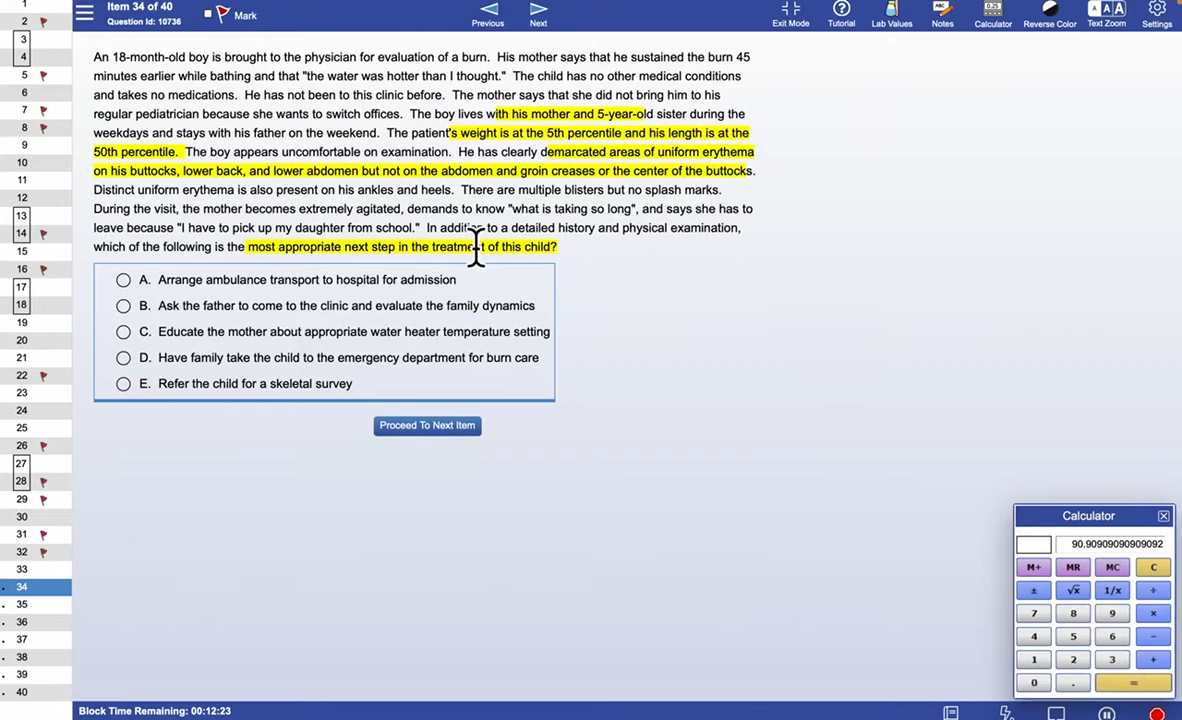 Item 34 of 40
Question Id: 10736
Mark
Previous
Next
Exit Mode
Tutorial
Lab Values
Notes
Calculator
Reverse Color
Text Zoom
Settings
1
2
3
4
5
6
7
8
9
10
11
12
13
14
15
16
17
18
19
20
21
22
23
24
25
26
27
28
29
30
31
32
33
34
35
36
37
38
39
40
An 18-month-old boy is brought to the physician for evaluation of a burn. His mother says that he sustained the burn 45
minutes earlier while bathing and that "the water was hotter than I thought." The child has no other medical conditions
and takes no medications. He has not been to this clinic before. The mother says that she did not bring him to his
regular pediatrician because she wants to switch offices. The boy lives with his mother and 5-year-old sister during the
weekdays and stays with his father on the weekend. The patient's weight is at the 5th percentile and his length is at the
50th percentile. The boy appears uncomfortable on examination. He has clearly demarcated areas of uniform erythema
on his buttocks, lower back, and lower abdomen but not on the abdomen and groin creases or the center of the buttocks.
Distinct uniform erythema is also present on his ankles and heels. There are multiple blisters but no splash marks.
During the visit, the mother becomes extremely agitated, demands to know "what is taking so long", and says she has to
leave because "I have to pick up my daughter from school." In addition to a detailed history and physical examination,
which of the following is the most appropriate next step in the treatment of this child?
A. Arrange ambulance transport to hospital for admission
B. Ask the father to come to the clinic and evaluate the family dynamics
C. Educate the mother about appropriate water heater temperature setting
D. Have family take the child to the emergency department for burn care
E. Refer the child for a skeletal survey
Proceed To Next Item
Calculator
90.90909090909092
M+ MR MC C
± √x 1/x ÷
7 8 9 ×
4 5 6 −
1 2 3 +
0 . =
Block Time Remaining: 00:12:23